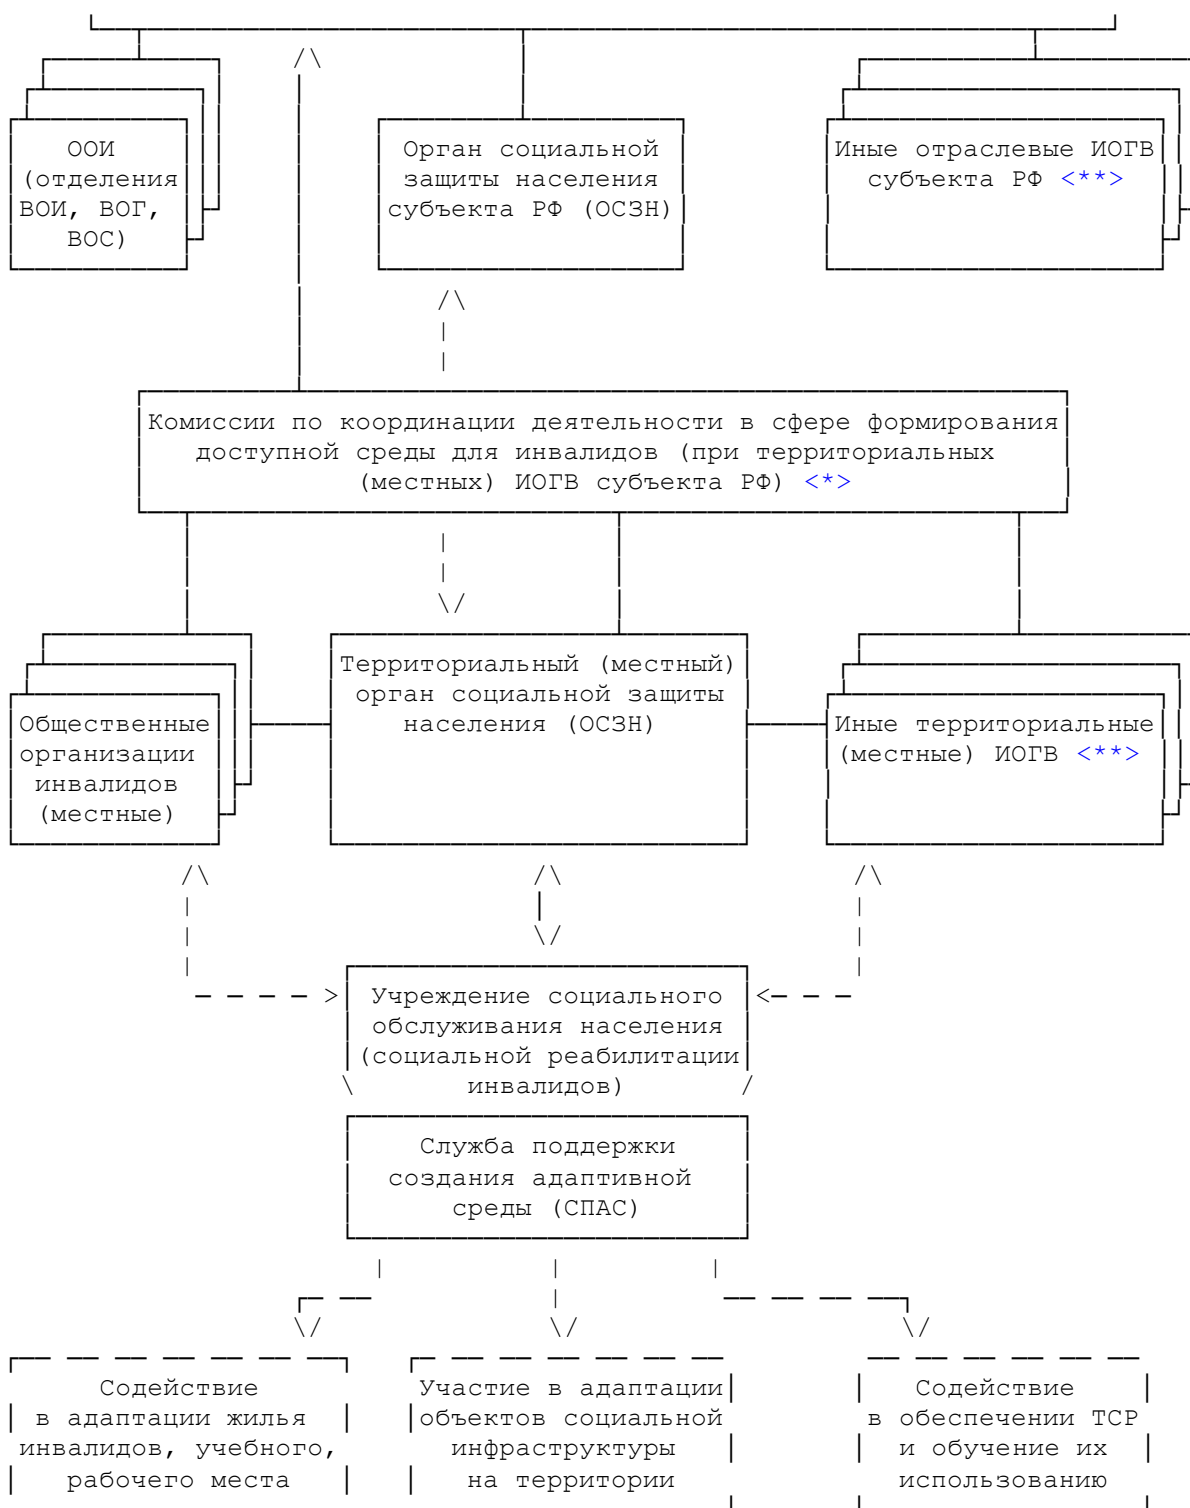 ООИ
(отделения
ВОИ, ВОГ,
ВОС)
Орган социальной
защиты населения
субъекта РФ (ОСЗН)
Иные отраслевые ИОГВ
субъекта РФ <**>
Комиссии по координации деятельности в сфере формирования
доступной среды для инвалидов (при территориальных
(местных) ИОГВ субъекта РФ) <*>
Общественные
организации
инвалидов
(местные)
Территориальный (местный)
орган социальной защиты
населения (ОСЗН)
Иные территориальные
(местные) ИОГВ <**>
Учреждение социального
обслуживания населения
(социальной реабилитации
инвалидов)
Служба поддержки
создания адаптивной
среды (СПАС)
Содействие
в адаптации жилья
инвалидов, учебного,
рабочего места
Участие в адаптации
объектов социальной
инфраструктуры
на территории
Содействие
в обеспечении ТСР
и обучение их
использованию